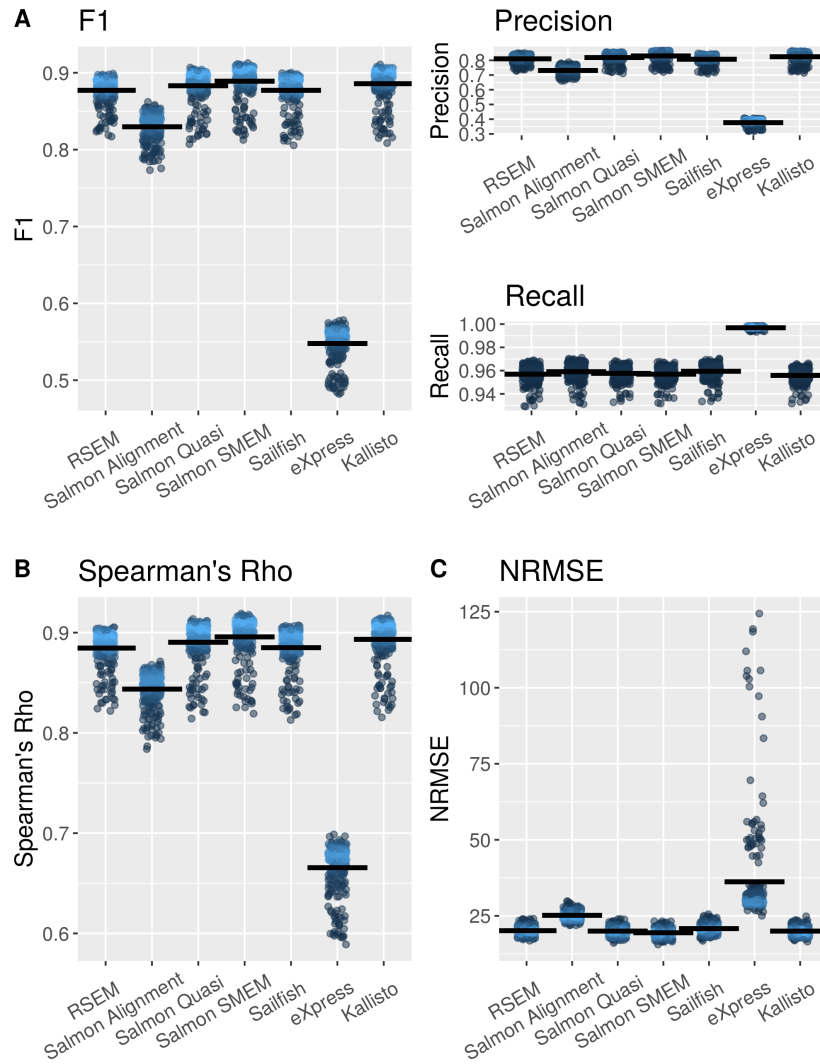 A
F1
F1
0.9
0.8
0.7
0.6
0.5
RSEM
Salmon Alignment
Salmon Quasi
Salmon SMEM
Sailfish
eXpress
Kallisto
Precision
Precision
0.8
0.7
0.6
0.5
0.4
0.3
RSEM
Salmon Alignment
Salmon Quasi
Salmon SMEM
Sailfish
eXpress
Kallisto
Recall
Recall
1.00
0.98
0.96
0.94
RSEM
Salmon Alignment
Salmon Quasi
Salmon SMEM
Sailfish
eXpress
Kallisto
B
Spearman's Rho
Spearman's Rho
0.9
0.8
0.7
0.6
RSEM
Salmon Alignment
Salmon Quasi
Salmon SMEM
Sailfish
eXpress
Kallisto
C
NRMSE
NRMSE
125
100
75
50
25
RSEM
Salmon Alignment
Salmon Quasi
Salmon SMEM
Sailfish
eXpress
Kallisto